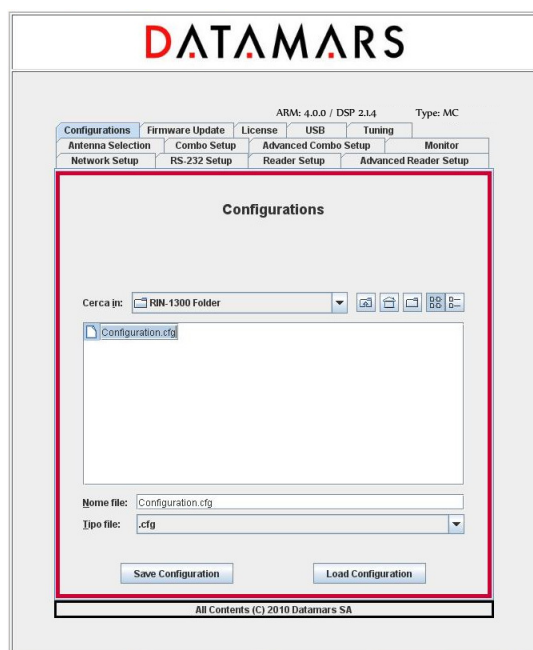 DATAMARS
ARM: 4.0.0 / DSP 2.1.4 Type: MC
Configurations Firmware Update License USB Tuning
Antenna Selection Combo Setup Advanced Combo Setup Monitor
Network Setup RS-232 Setup Reader Setup Advanced Reader Setup
Configurations
Cerca in: RIN-1300 Folder
Configuration.cfg
Nome file: Configuration.cfg
Tipo file: .cfg
Save Configuration Load Configuration
All Contents (C) 2010 Datamars SA